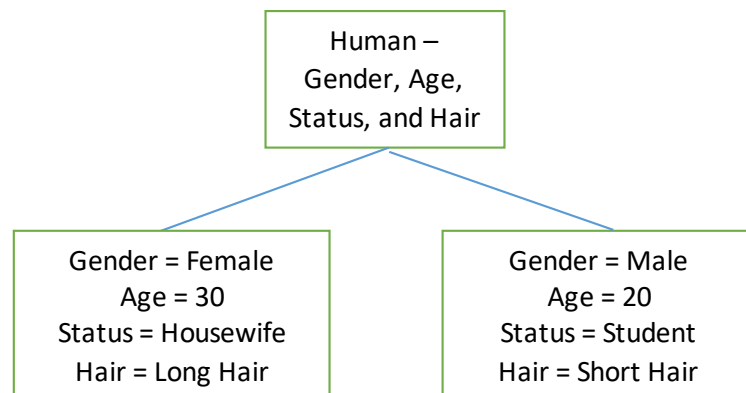 Human –
Gender, Age,
Status, and Hair
Gender = Female
Age = 30
Status = Housewife
Hair = Long Hair
Gender = Male
Age = 20
Status = Student
Hair = Short Hair